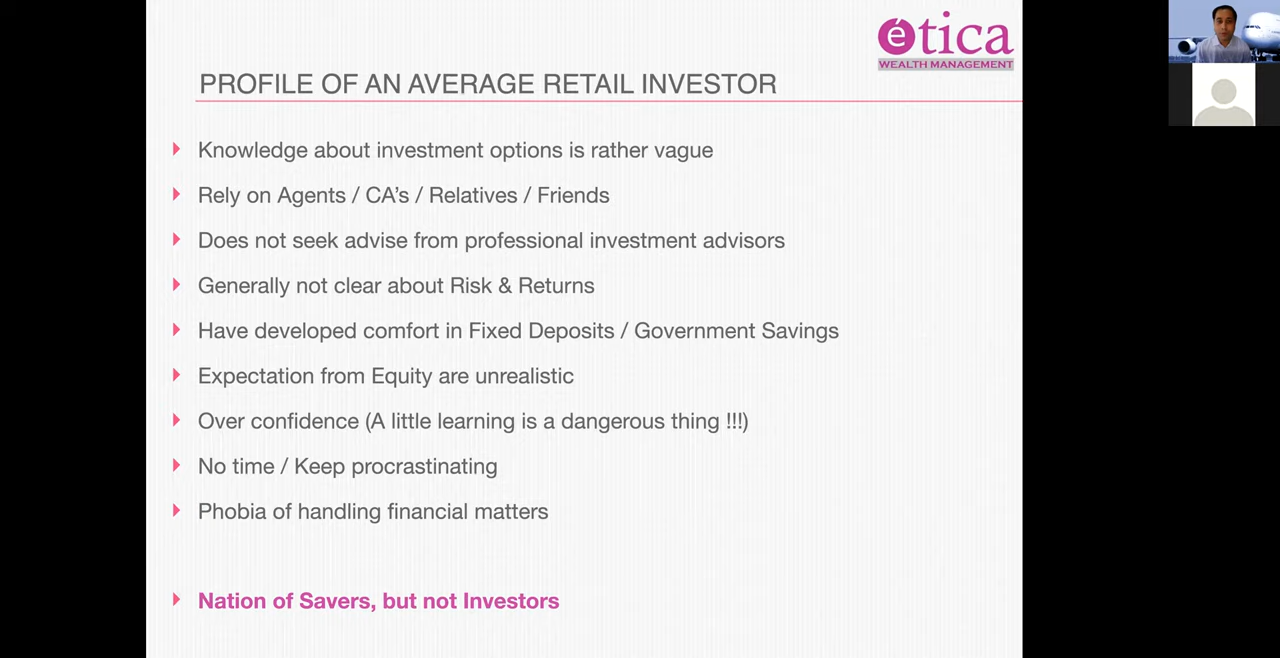 ética
WEALTH MANAGEMENT
PROFILE OF AN AVERAGE RETAIL INVESTOR
Knowledge about investment options is rather vague
Rely on Agents / CA’s / Relatives / Friends
Does not seek advise from professional investment advisors
Generally not clear about Risk & Returns
Have developed comfort in Fixed Deposits / Government Savings
Expectation from Equity are unrealistic
Over confidence (A little learning is a dangerous thing !!!)
No time / Keep procrastinating
Phobia of handling financial matters
Nation of Savers, but not Investors